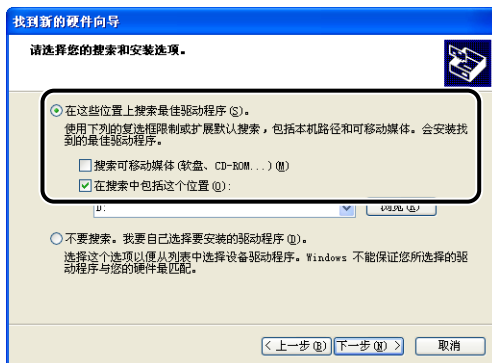 找到新的硬件向导
请选择您的搜索和安装选项。
在这些位置上搜索最佳驱动程序(S)。
使用下列的复选框限制或扩展默认搜索，包括本机路径和可移动媒体。会安装找
到的最佳驱动程序。
搜索可移动媒体(软盘、CD-ROM...)(M)
在搜索中包括这个位置(O):
D:
浏览(R)
不要搜索。我要自己选择要安装的驱动程序(D)。
选择这个选项以便从列表中选择设备驱动程序。Windows 不能保证您所选择的驱
动程序与您的硬件最匹配。
< 上一步(B) 下一步(N) > 取消